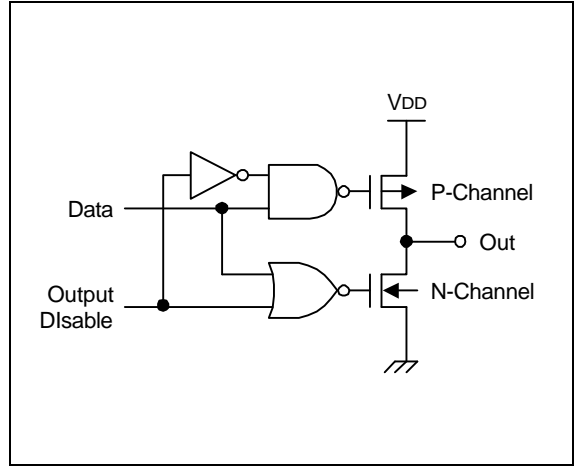 VDD
P-Channel
Data
Out
Output
DIsable
N-Channel